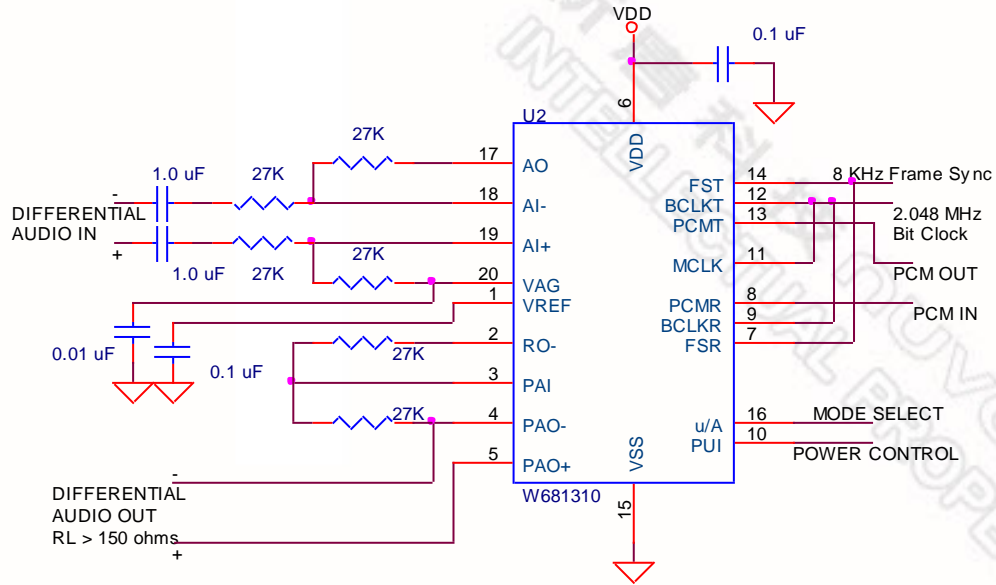 VDD
0.1 uF
6
U2
VDD
27K
17
AO
1.0 uF
27K
18
AI-
-
DIFFERENTIAL
AUDIO IN
+
19
AI+
1.0 uF
27K
27K
20
VAG
1
VREF
0.01 uF
0.1 uF
2
RO-
27K
3
PAI
27K
4
PAO-
5
PAO+
-
DIFFERENTIAL
AUDIO OUT
RL > 150 ohms
+
VSS
15
W681310
FST
14
8 KHz Frame Sync
BCLKT
12
2.048 MHz
Bit Clock
PCMT
13
MCLK
11
PCM OUT
PCMR
8
PCM IN
BCLKR
9
FSR
7
u/A
16
MODE SELECT
PUI
10
POWER CONTROL
INTELLECTUAL PROPE